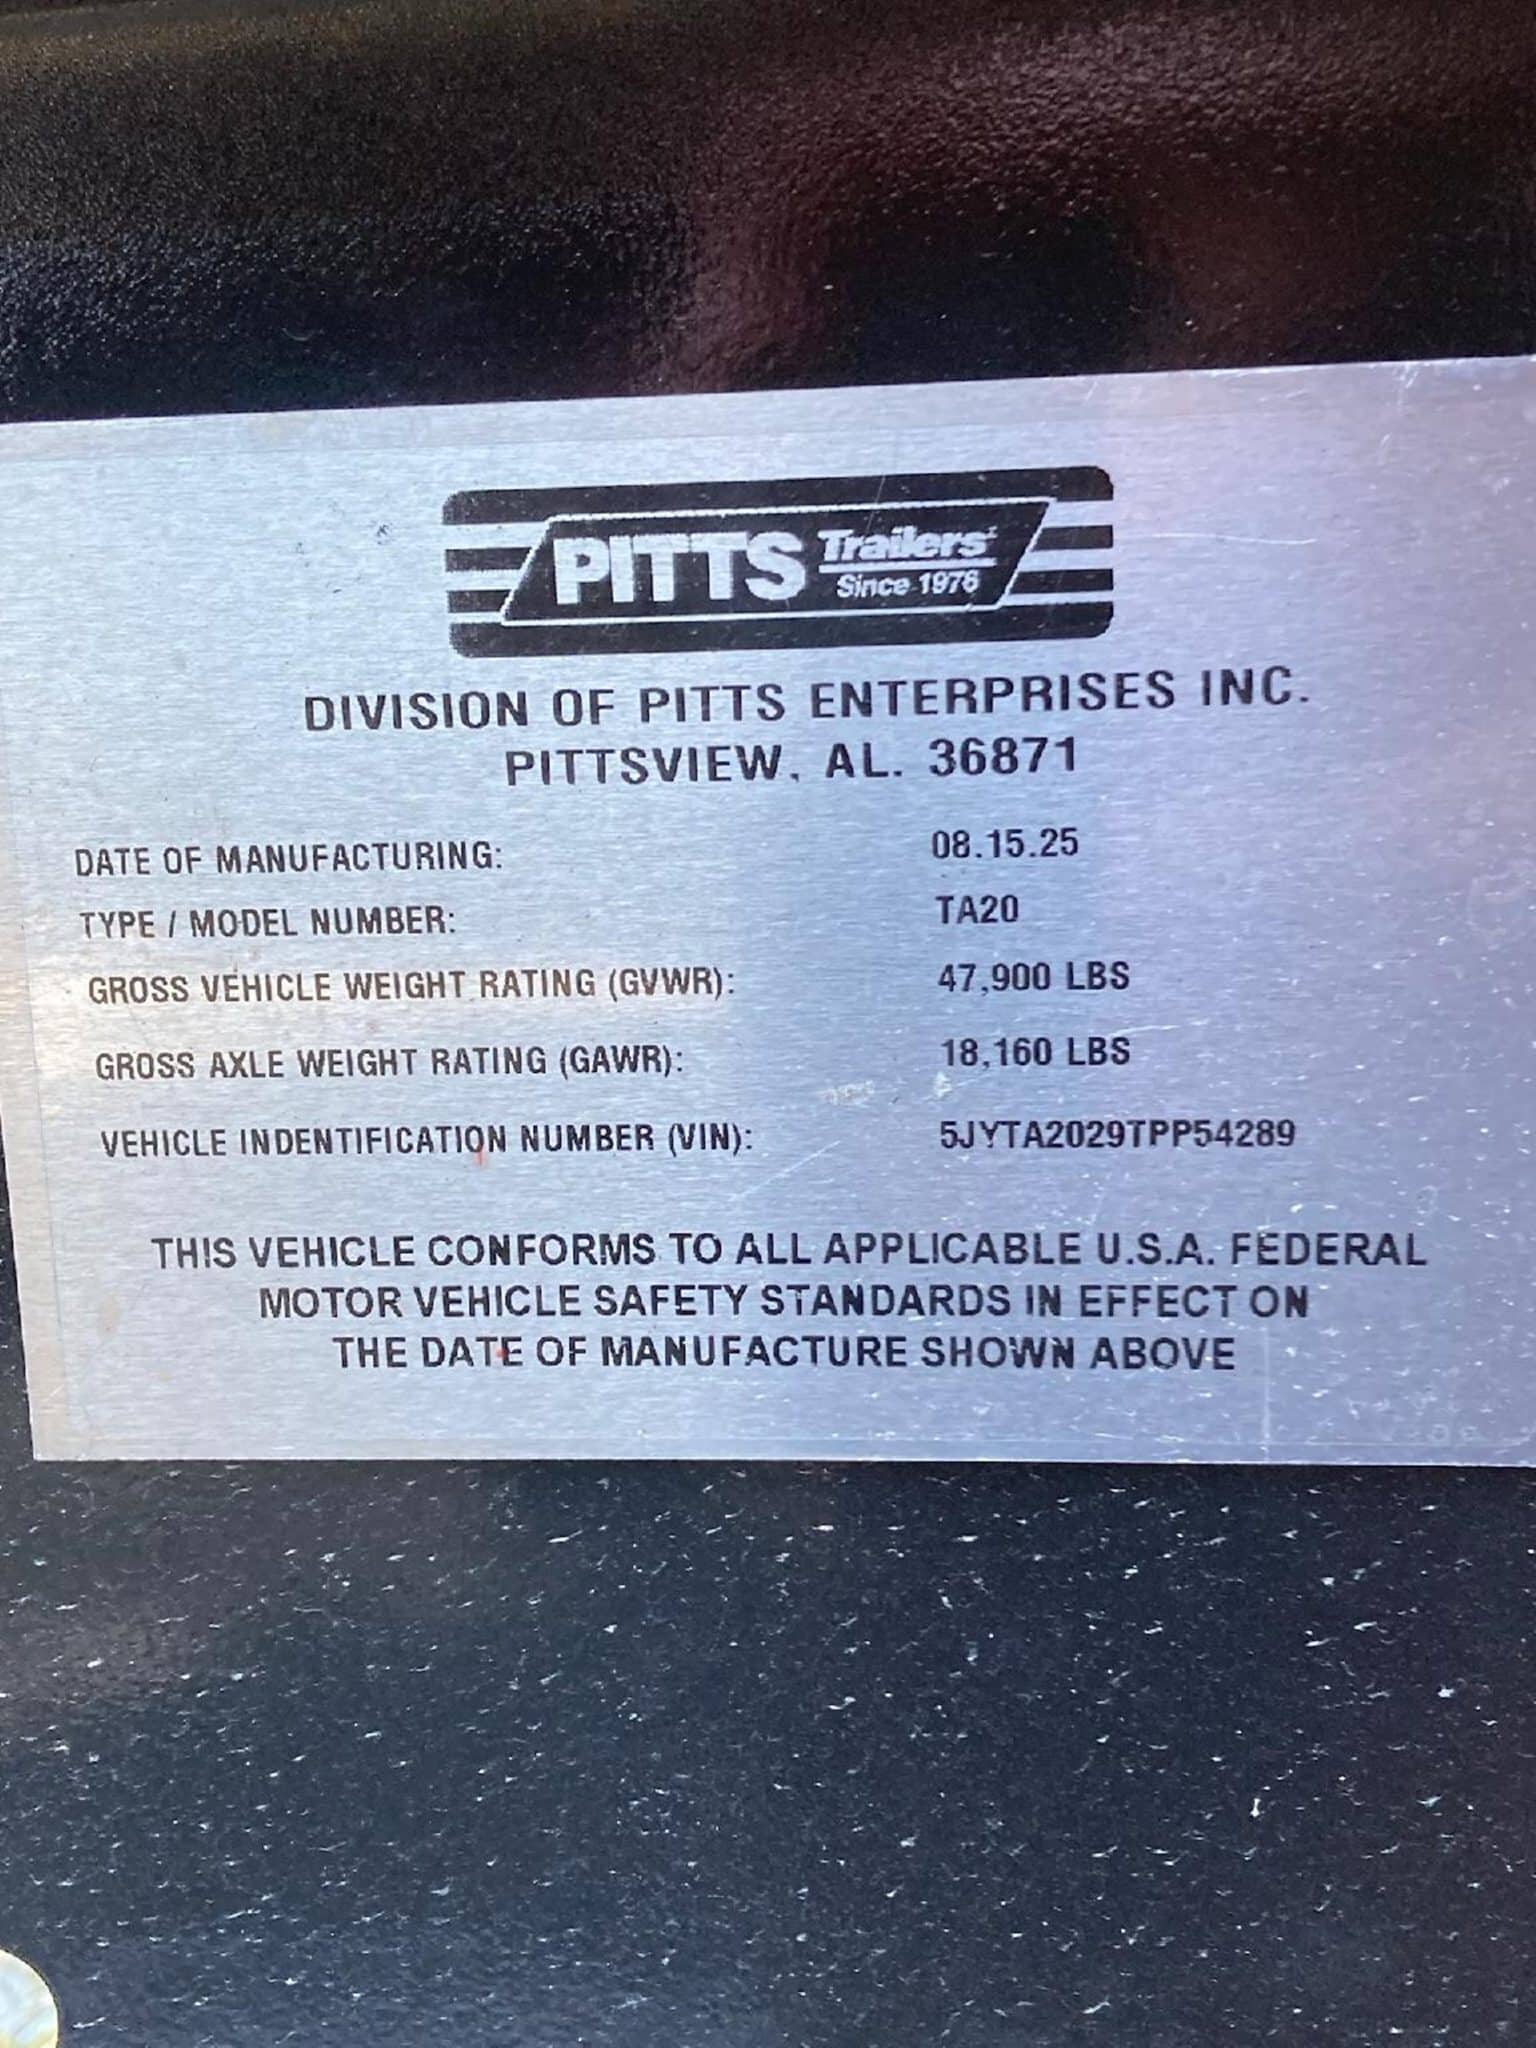 PITTS Trailers
Since 1976
DIVISION OF PITTS ENTERPRISES INC.
PITTSVIEW, AL. 36871
DATE OF MANUFACTURING: 08.15.25
TYPE / MODEL NUMBER: TA20
GROSS VEHICLE WEIGHT RATING (GVWR): 47,900 LBS
GROSS AXLE WEIGHT RATING (GAWR): 18,160 LBS
VEHICLE INDENTIFICATION NUMBER (VIN): 5JYTA2029TPP54289
THIS VEHICLE CONFORMS TO ALL APPLICABLE U.S.A. FEDERAL
MOTOR VEHICLE SAFETY STANDARDS IN EFFECT ON
THE DATE OF MANUFACTURE SHOWN ABOVE